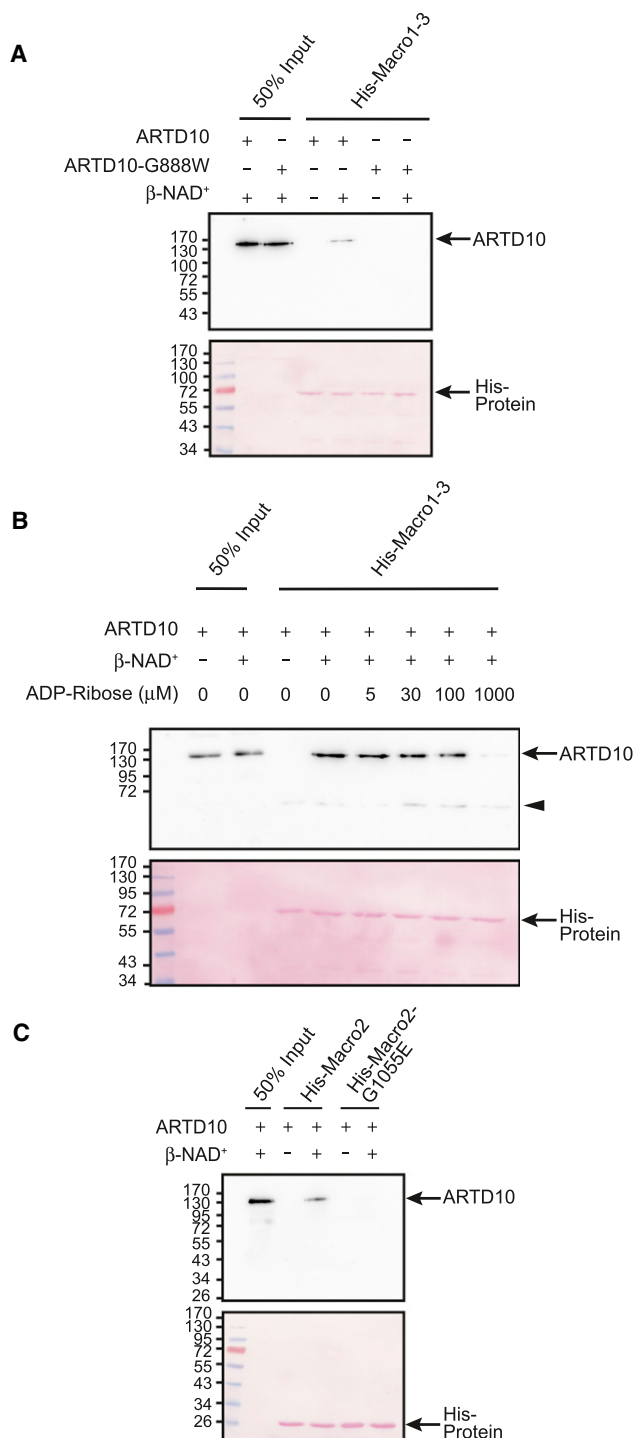 A
50% Input
His-Macro1-3
ARTD10 + - + + - -
ARTD10-G888W - + - - + +
β-NAD+ + + - + - +
170
130
100
72
55
43
ARTD10
170
130
100
72
55
43
34
His-
Protein
B
50% Input
His-Macro1-3
ARTD10 + + + + + + + +
β-NAD+ - + - + + + + +
ADP-Ribose (μM) 0 0 0 0 5 30 100 1000
170
130
95
72
ARTD10
170
130
95
72
55
43
34
His-
Protein
C
50% Input
His-Macro2
His-Macro2-
G1055E
ARTD10 + + + + +
β-NAD+ + - + - +
170
130
95
72
55
43
34
26
ARTD10
170
130
95
72
55
43
34
26
His-
Protein